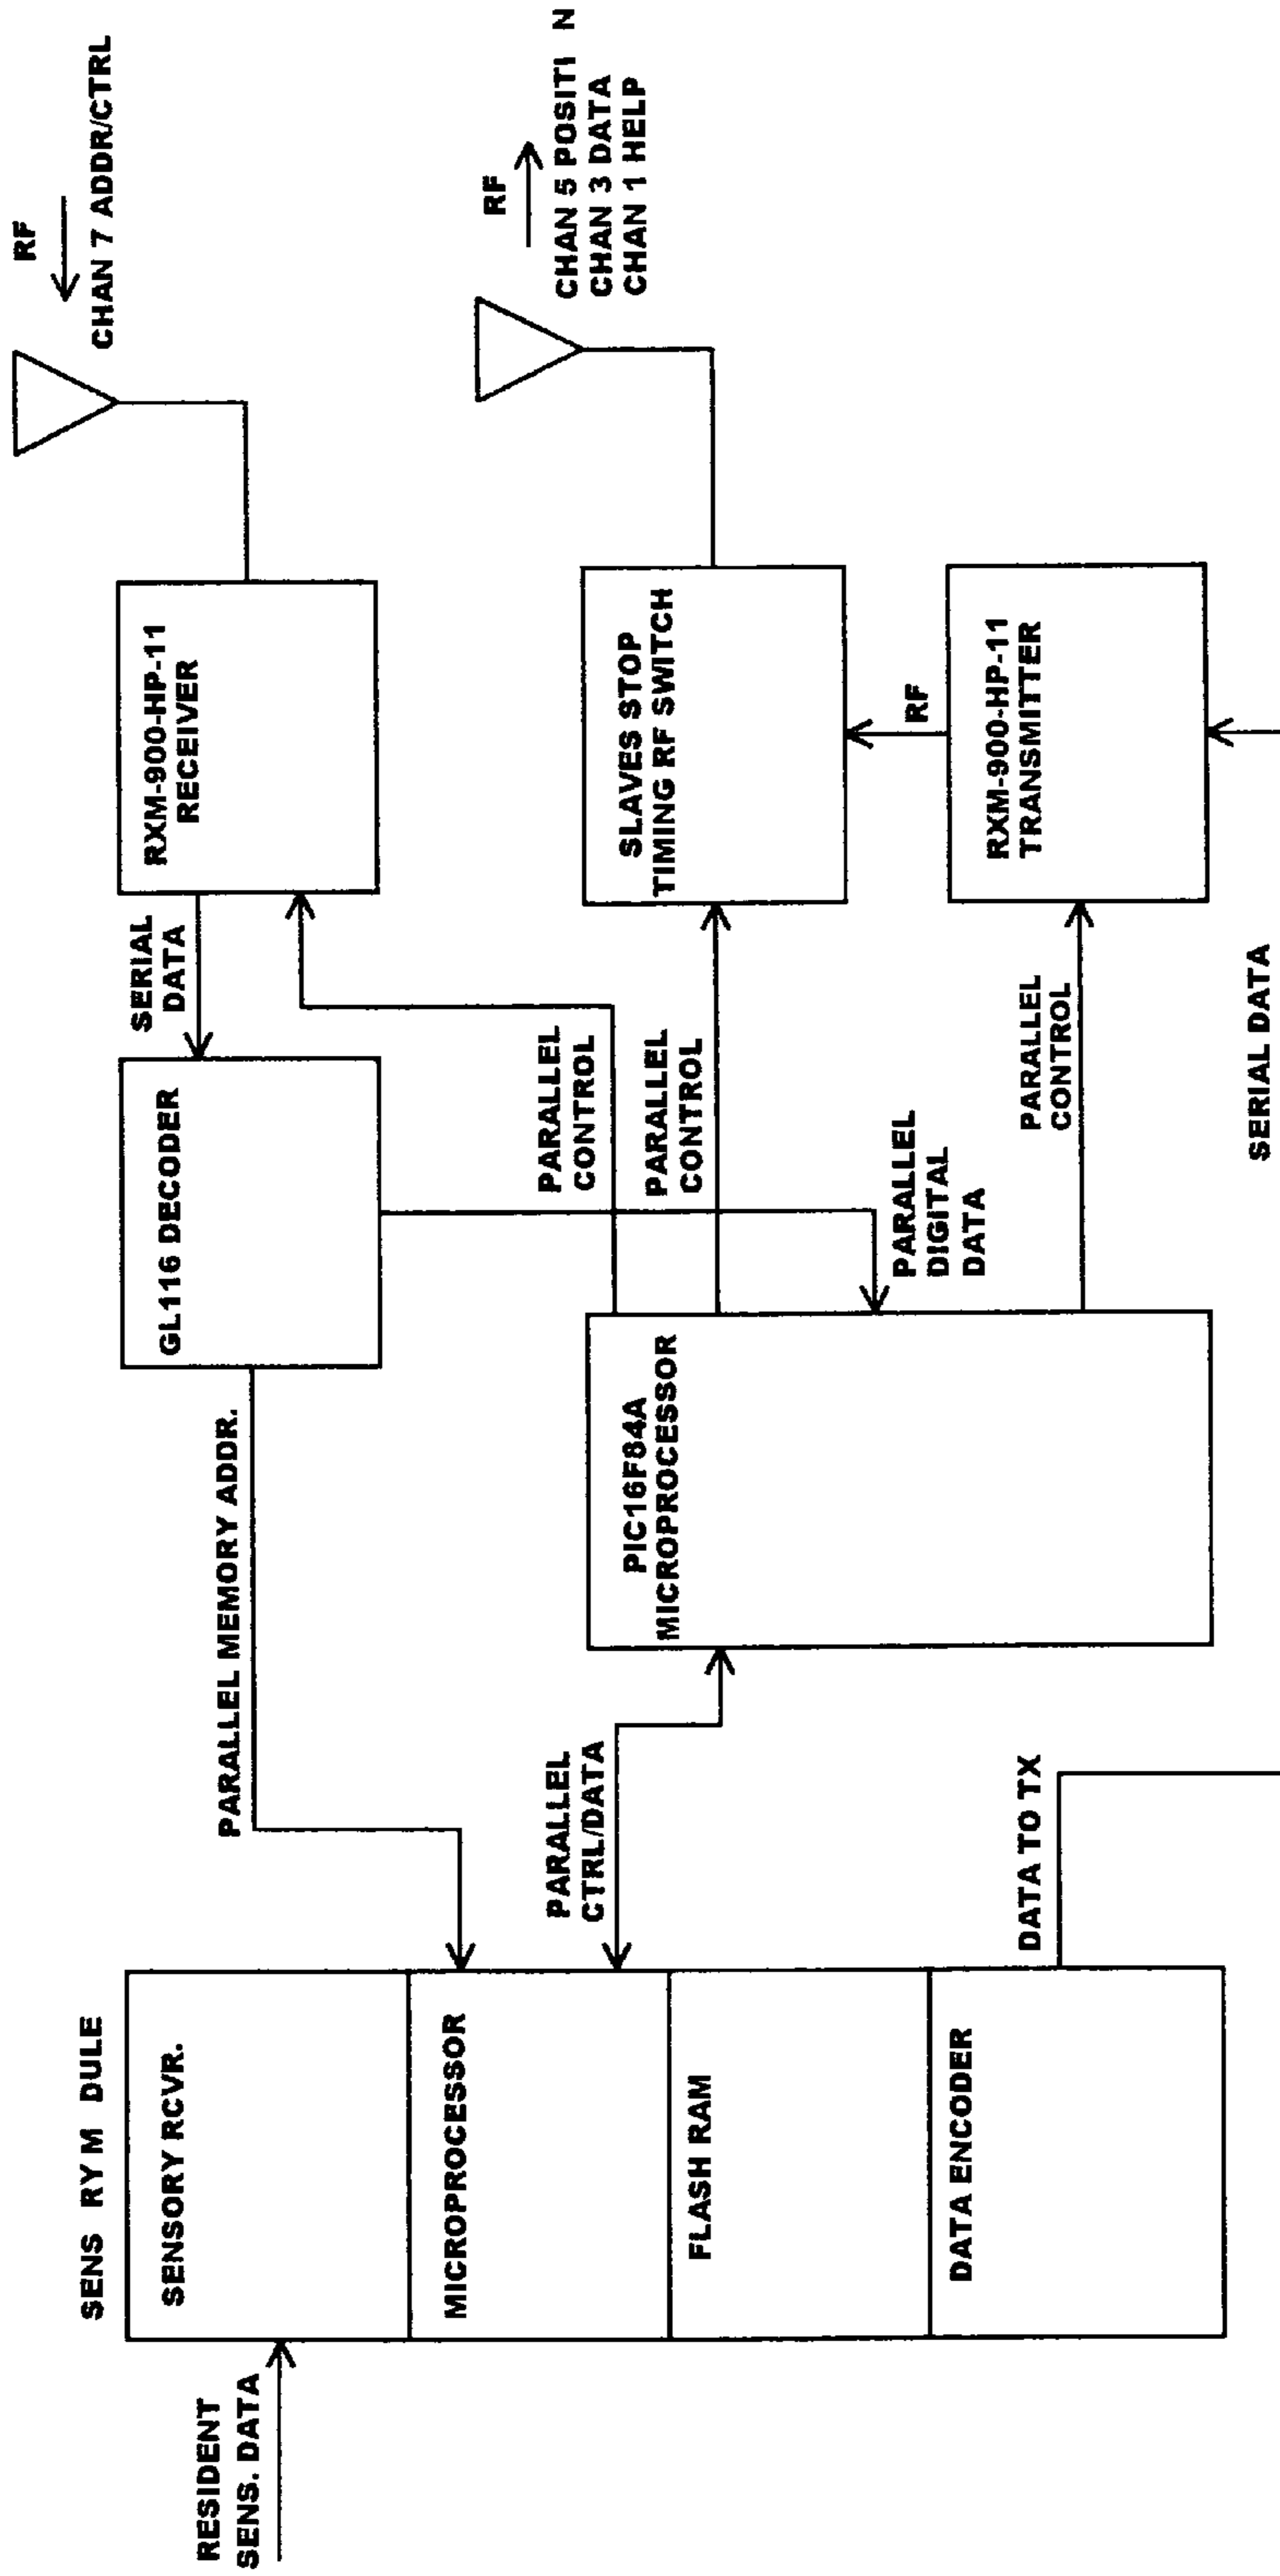 SENS RY M DULE
RESIDENT
SENS. DATA
SENSORY RCVR.
MICROPROCESSOR
FLASH RAM
DATA ENCODER
PARALLEL MEMORY ADDR.
PARALLEL
CTRL/DATA
DATA TO TX
GL116 DECODER
PIC16F84A
MICROPROCESSOR
SERIAL
DATA
PARALLEL
CONTROL
PARALLEL
CONTROL
PARALLEL
DIGITAL
DATA
PARALLEL
CONTROL
SERIAL DATA
RXM-900-HP-11
RECEIVER
SLAVES STOP
TIMING RF SWITCH
RF
RXM-900-HP-11
TRANSMITTER
RF
CHAN 7 ADDR/CTRL
RF
CHAN 5 POSITI N
CHAN 3 DATA
CHAN 1 HELP